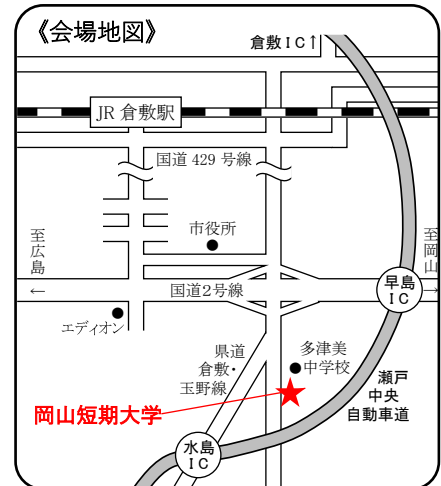 《会場地図》
倉敷IC↑
JR 倉敷駅
国道 429 号線
市役所
至広島
←
至岡山
→
国道2号線
早島
IC
エディオン
県道
倉敷・
玉野線
多津美
中学校
瀬戸
中央
自動車道
岡山短期大学
水島
IC